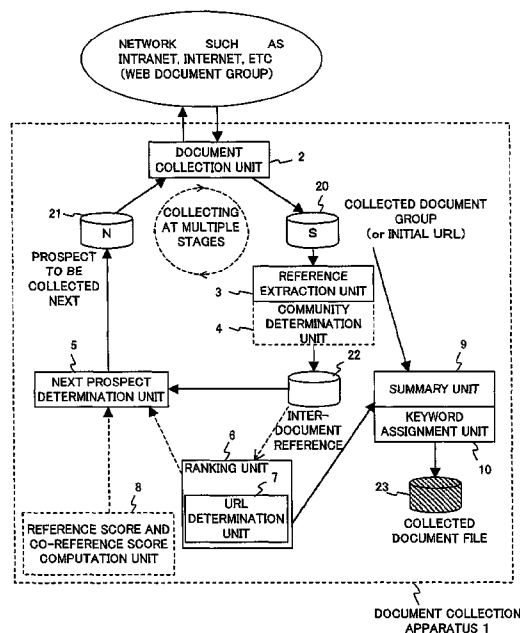 NETWORK SUCH AS
INTRANET, INTERNET, ETC
(WEB DOCUMENT GROUP)
DOCUMENT
COLLECTION UNIT
2
21
N
COLLECTING
AT MULTIPLE
STAGES
20
S
COLLECTED DOCUMENT
GROUP
(or INITIAL URL)
PROSPECT TO BE
COLLECTED NEXT
3
REFERENCE
EXTRACTION UNIT
4
COMMUNITY
DETERMINATION
UNIT
5
NEXT PROSPECT
DETERMINATION UNIT
22
INTER-
DOCUMENT
REFERENCE
9
SUMMARY UNIT
KEYWORD
ASSIGNMENT UNIT
10
6
RANKING UNIT
7
URL
DETERMINATION
UNIT
8
REFERENCE SCORE AND
CO-REFERENCE SCORE
COMPUTATION UNIT
23
COLLECTED
DOCUMENT FILE
DOCUMENT COLLECTION
APPARATUS 1